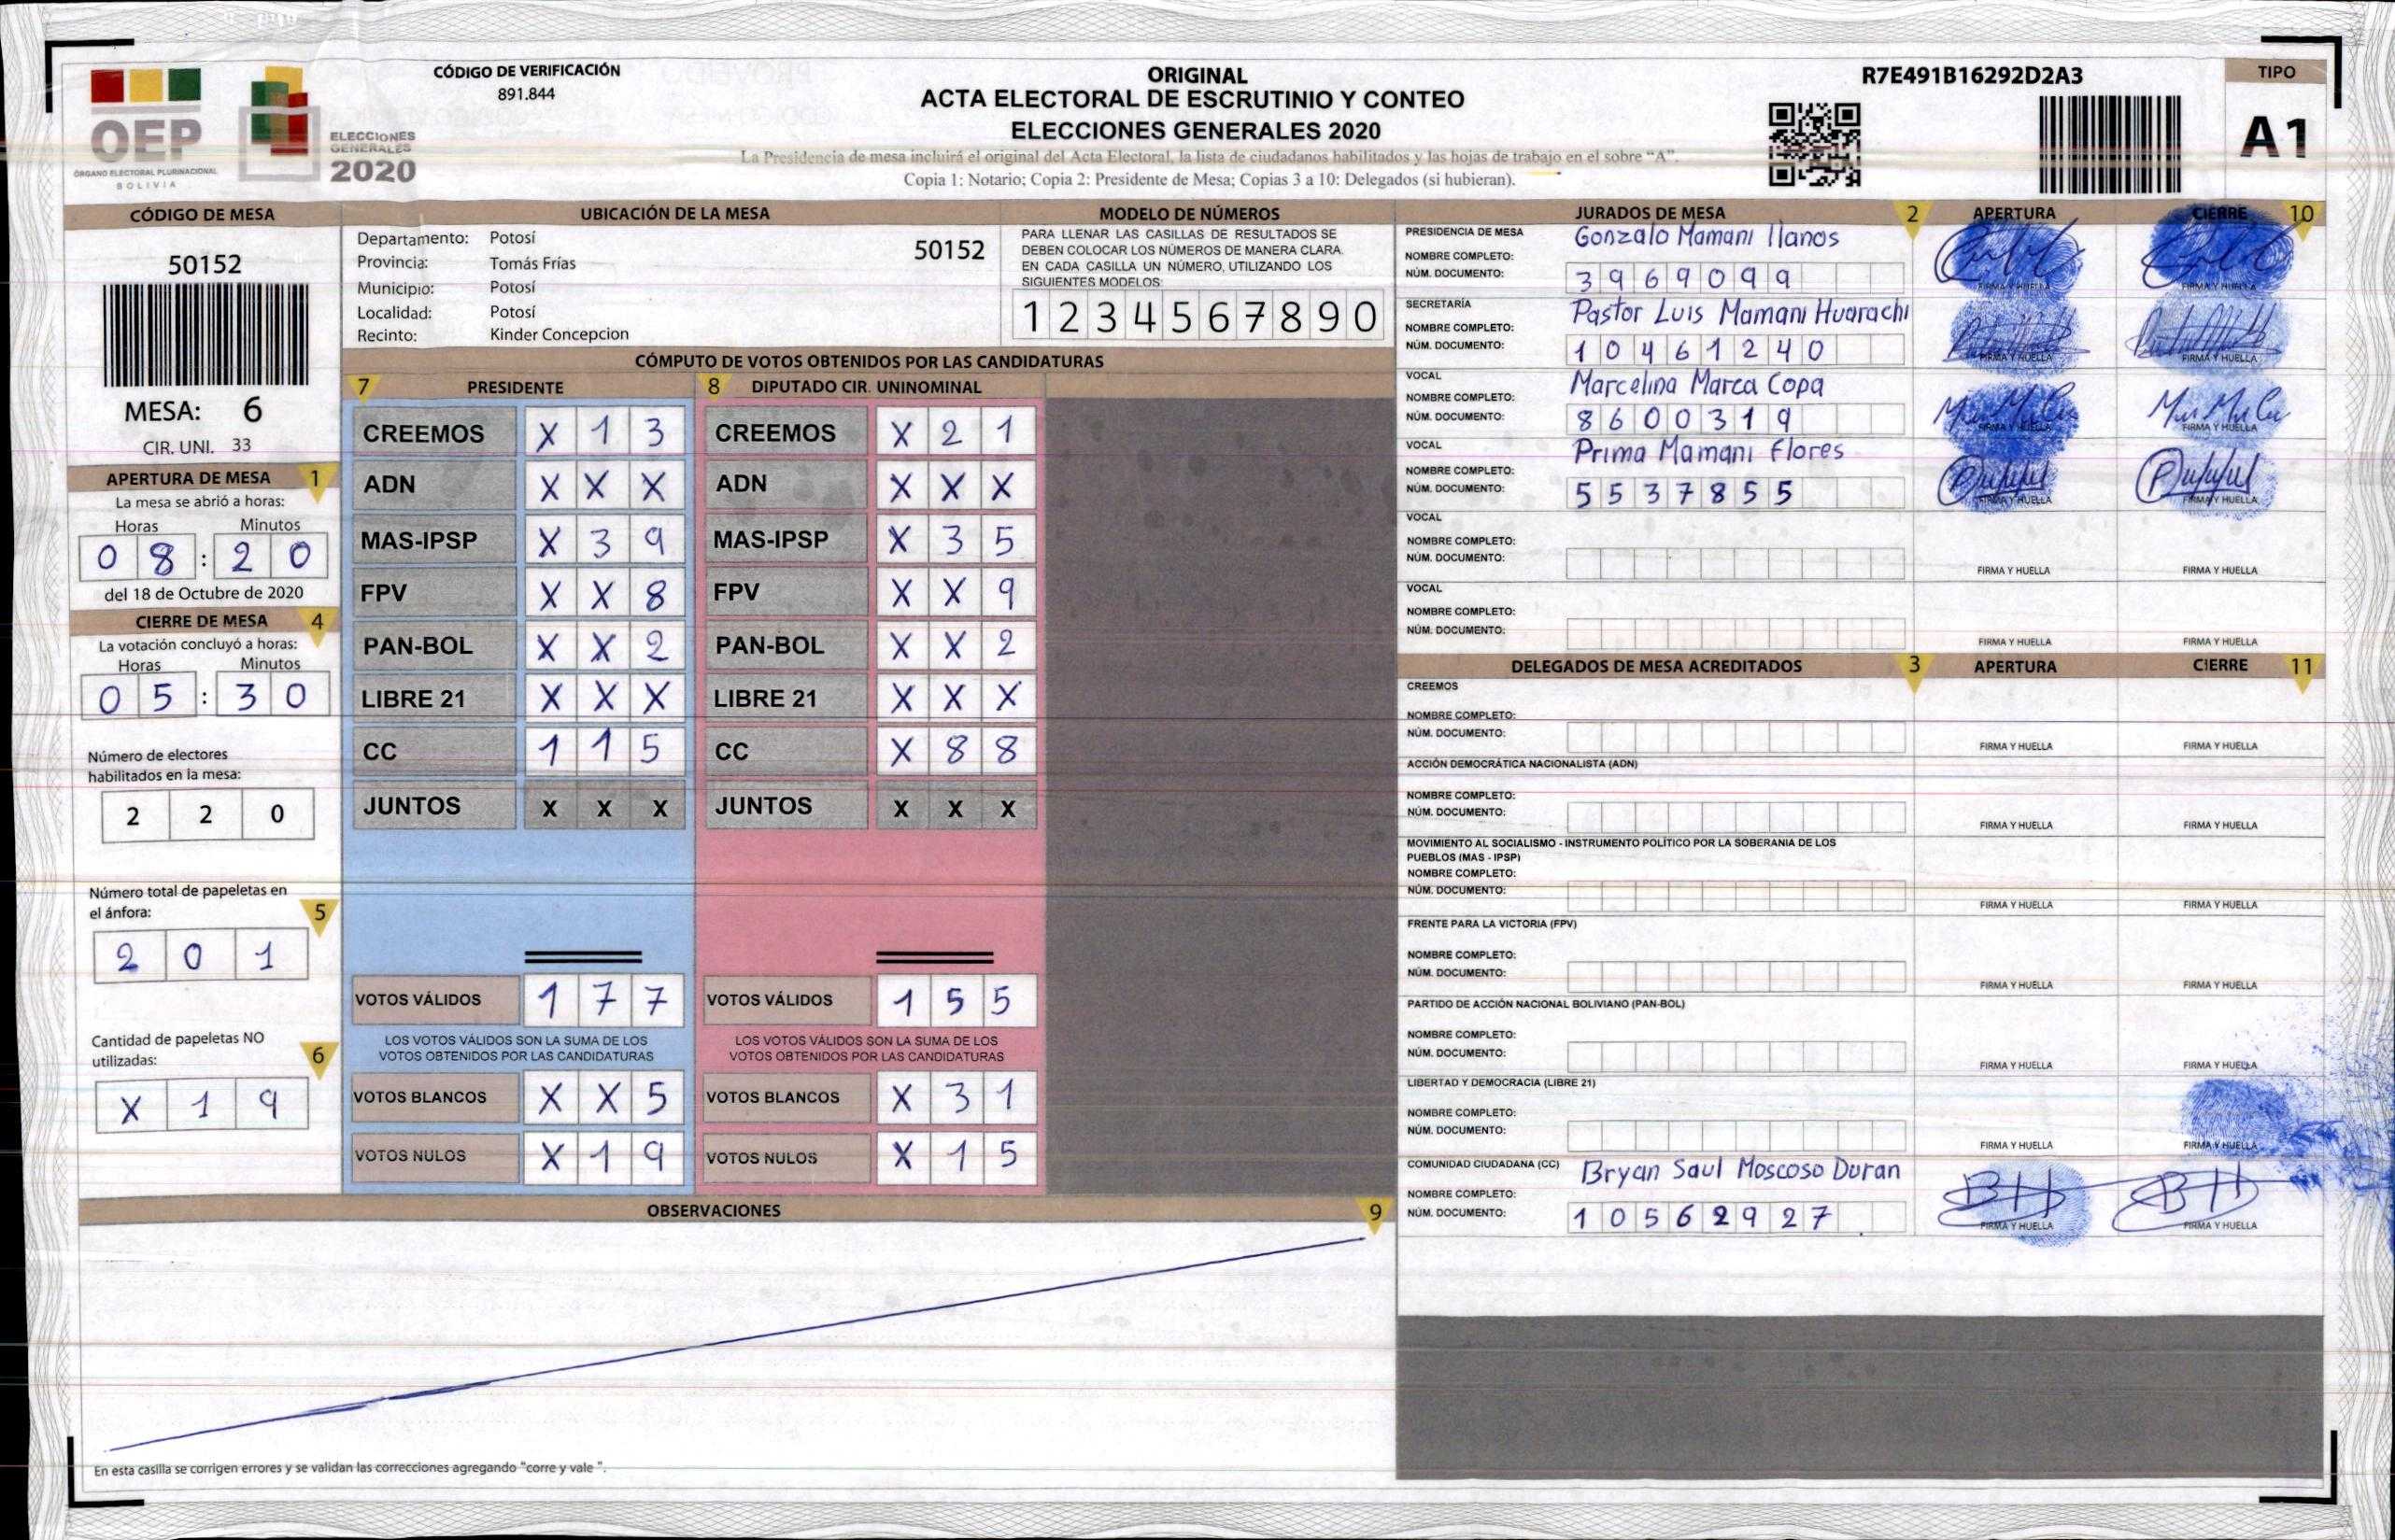 CÓDIGO DE VERIFICACIÓN
891.844
OEP
ÓRGANO ELECTORAL PLURINACIONAL
BOLIVIA
ELECCIONES
GENERALES
2020
ORIGINAL
ACTA ELECTORAL DE ESCRUTINIO Y CONTEO
ELECCIONES GENERALES 2020
La Presidencia de mesa incluirá el original del Acta Electoral, la lista de ciudadanos habilitados y las hojas de trabajo en el sobre “A”.
Copia 1: Notario; Copia 2: Presidente de Mesa; Copias 3 a 10: Delegados (si hubieran).
R7E491B16292D2A3
TIPO
A1
CÓDIGO DE MESA
50152
MESA: 6
CIR. UNI. 33
APERTURA DE MESA 1
La mesa se abrió a horas:
Horas Minutos
0 8 : 2 0
del 18 de Octubre de 2020
CIERRE DE MESA 4
La votación concluyó a horas:
Horas Minutos
0 5 : 3 0
Número de electores
habilitados en la mesa:
2 2 0
Número total de papeletas en
el ánfora: 5
2 0 1
Cantidad de papeletas NO
utilizadas: 6
X 1 9
UBICACIÓN DE LA MESA
Departamento: Potosí
50152
Provincia: Tomás Frías
Municipio: Potosí
Localidad: Potosí
Recinto: Kinder Concepcion
MODELO DE NÚMEROS
PARA LLENAR LAS CASILLAS DE RESULTADOS SE
DEBEN COLOCAR LOS NÚMEROS DE MANERA CLARA.
EN CADA CASILLA UN NÚMERO, UTILIZANDO LOS
SIGUIENTES MODELOS:
1 2 3 4 5 6 7 8 9 0
CÓMPUTO DE VOTOS OBTENIDOS POR LAS CANDIDATURAS
7 PRESIDENTE
CREEMOS X 1 3
ADN X X X
MAS-IPSP X 3 9
FPV X X 8
PAN-BOL X X 2
LIBRE 21 X X X
CC 1 1 5
JUNTOS X X X
VOTOS VÁLIDOS 1 7 7
LOS VOTOS VÁLIDOS SON LA SUMA DE LOS
VOTOS OBTENIDOS POR LAS CANDIDATURAS
VOTOS BLANCOS X X 5
VOTOS NULOS X 1 9
8 DIPUTADO CIR. UNINOMINAL
CREEMOS X 2 1
ADN X X X
MAS-IPSP X 3 5
FPV X X 9
PAN-BOL X X 2
LIBRE 21 X X X
CC X 8 8
JUNTOS X X X
VOTOS VÁLIDOS 1 5 5
LOS VOTOS VÁLIDOS SON LA SUMA DE LOS
VOTOS OBTENIDOS POR LAS CANDIDATURAS
VOTOS BLANCOS X 3 1
VOTOS NULOS X 1 5
OBSERVACIONES 9
En esta casilla se corrigen errores y se validan las correcciones agregando "corre y vale ".
JURADOS DE MESA 2 APERTURA CIERRE 10
PRESIDENCIA DE MESA
Gonzalo Mamani llanos
NOMBRE COMPLETO:
NÚM. DOCUMENTO: 3 9 6 9 0 9 9
FIRMA Y HUELLA FIRMA Y HUELLA
SECRETARÍA
Pastor Luis Mamani Huarachi
NOMBRE COMPLETO:
NÚM. DOCUMENTO: 1 0 4 6 1 2 4 0
FIRMA Y HUELLA FIRMA Y HUELLA
VOCAL
Marcelina Marca Copa
NOMBRE COMPLETO:
NÚM. DOCUMENTO: 8 6 0 0 3 1 9
FIRMA Y HUELLA FIRMA Y HUELLA
VOCAL
Prima Mamani Flores
NOMBRE COMPLETO:
NÚM. DOCUMENTO: 5 5 3 7 8 5 5
FIRMA Y HUELLA FIRMA Y HUELLA
VOCAL
NOMBRE COMPLETO:
NÚM. DOCUMENTO:
FIRMA Y HUELLA FIRMA Y HUELLA
VOCAL
NOMBRE COMPLETO:
NÚM. DOCUMENTO:
FIRMA Y HUELLA FIRMA Y HUELLA
DELEGADOS DE MESA ACREDITADOS 3 APERTURA CIERRE 11
CREEMOS
NOMBRE COMPLETO:
NÚM. DOCUMENTO:
FIRMA Y HUELLA FIRMA Y HUELLA
ACCIÓN DEMOCRÁTICA NACIONALISTA (ADN)
NOMBRE COMPLETO:
NÚM. DOCUMENTO:
FIRMA Y HUELLA FIRMA Y HUELLA
MOVIMIENTO AL SOCIALISMO - INSTRUMENTO POLÍTICO POR LA SOBERANIA DE LOS
PUEBLOS (MAS - IPSP)
NOMBRE COMPLETO:
NÚM. DOCUMENTO:
FIRMA Y HUELLA FIRMA Y HUELLA
FRENTE PARA LA VICTORIA (FPV)
NOMBRE COMPLETO:
NÚM. DOCUMENTO:
FIRMA Y HUELLA FIRMA Y HUELLA
PARTIDO DE ACCIÓN NACIONAL BOLIVIANO (PAN-BOL)
NOMBRE COMPLETO:
NÚM. DOCUMENTO:
FIRMA Y HUELLA FIRMA Y HUELLA
LIBERTAD Y DEMOCRACIA (LIBRE 21)
NOMBRE COMPLETO:
NÚM. DOCUMENTO:
FIRMA Y HUELLA FIRMA Y HUELLA
COMUNIDAD CIUDADANA (CC)
Bryan Saul Moscoso Duran
NOMBRE COMPLETO:
NÚM. DOCUMENTO: 1 0 5 6 2 9 2 7
FIRMA Y HUELLA FIRMA Y HUELLA